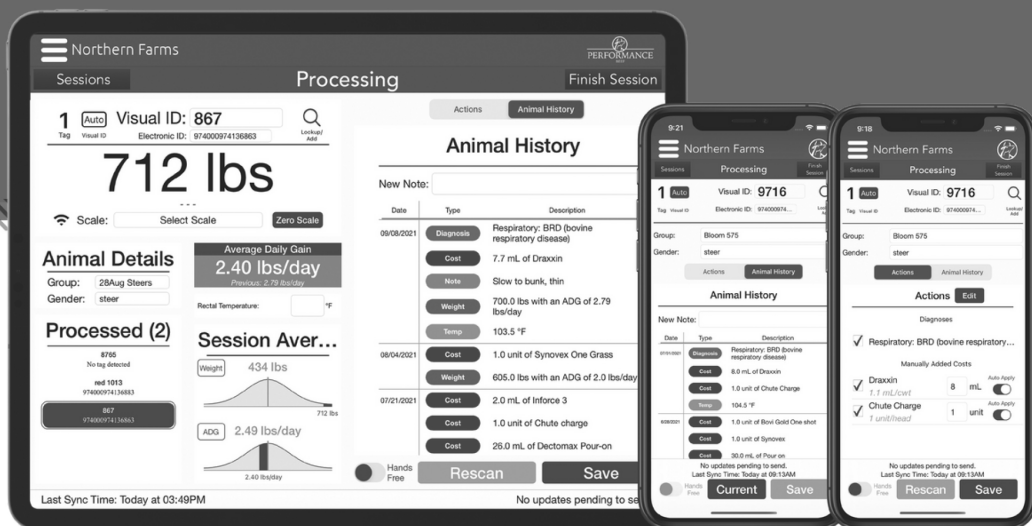 Northern Farms
PERFORMANCE
Sessions
Processing
Finish Session
1
Tag
Auto
Visual ID
Visual ID: 867
Electronic ID: 974000974136863
Lookup/
Add
712 lbs
---
Scale:
Select Scale
Zero Scale
Animal Details
Group: 28Aug Steers
Gender: steer
Average Daily Gain
2.40 lbs/day
Previous: 2.79 lbs/day
Rectal Temperature:
°F
Processed (2)
8765
No tag detected
red 1013
974000974136883
867
974000974136863
Session Aver...
Weight
434 lbs
712 lbs
ADG
2.49 lbs/day
2.40 lbs/day
Actions
Animal History
Animal History
New Note:
Date Type Description
09/08/2021 Diagnosis Respiratory: BRD (bovine
respiratory disease)
Cost 7.7 mL of Draxxin
Note Slow to bunk, thin
Weight 700.0 lbs with an ADG of 2.79
lbs/day
Temp 103.5 °F
08/04/2021 Cost 1.0 unit of Synovex One Grass
Weight 605.0 lbs with an ADG of 2.0 lbs/day
07/21/2021 Cost 2.0 mL of Inforce 3
Cost 1.0 unit of Chute charge
Cost 26.0 mL of Dectomax Pour-on
Hands
Free
Rescan
Save
Last Sync Time: Today at 03:49PM
No updates pending to se
9:21
Northern Farms
Sessions
Processing
Finish
Session
1
Tag
Auto
Visual ID
Visual ID: 9716
Electronic ID: 974000974...
Group: Bloom 575
Gender: steer
Actions
Animal History
Animal History
New Note:
Date Type Description
Diagnosis Respiratory: BRD (bovine
respiratory disease)
Cost 8.0 mL of Draxxin
Cost 1.0 unit of Chute Charge
Temp 104.5 °F
Cost 1.0 unit of Bovi Gold One shot
Cost 1.0 unit of Synovex
Cost 30.0 mL of Pour on
No updates pending to send.
Last Sync Time: Today at 09:13AM
Hands
Free
Current
Save
9:18
Northern Farms
Sessions
Processing
Finish
Session
1
Tag
Auto
Visual ID
Visual ID: 9716
Electronic ID: 974000974...
Lookup/
Add
Group: Bloom 575
Gender: steer
Actions
Animal History
Actions
Edit
Diagnoses
Respiratory: BRD (bovine respiratory...
Manually Added Costs
Draxxin 8 mL Auto Apply
1.1 mL/cwt
Chute Charge 1 unit Auto Apply
1 unit/head
No updates pending to send.
Last Sync Time: Today at 09:13AM
Hands
Free
Rescan
Save